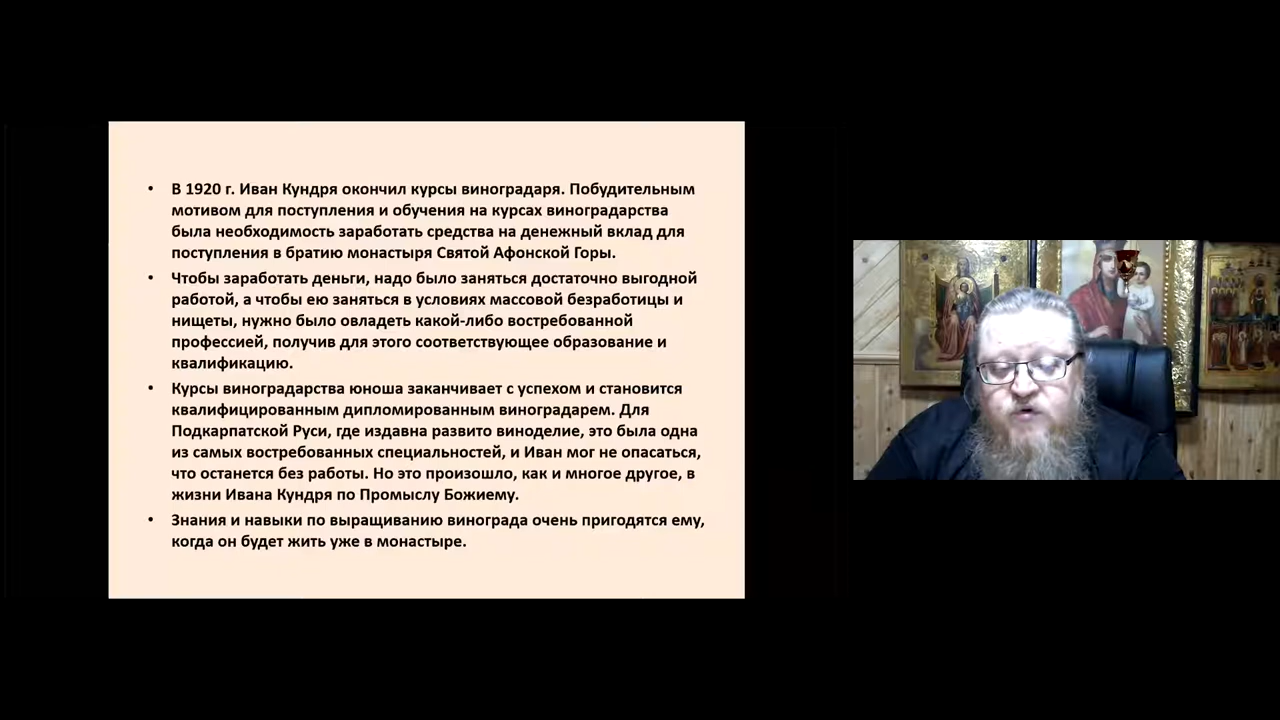 • В 1920 г. Иван Кундря окончил курсы виноградаря. Побудительным
мотивом для поступления и обучения на курсах виноградарства
была необходимость заработать средства на денежный вклад для
поступления в братию монастыря Святой Афонской Горы.
• Чтобы заработать деньги, надо было заняться достаточно выгодной
работой, а чтобы ею заняться в условиях массовой безработицы и
нищеты, нужно было овладеть какой-либо востребованной
профессией, получив для этого соответствующее образование и
квалификацию.
• Курсы виноградарства юноша заканчивает с успехом и становится
квалифицированным дипломированным виноградарем. Для
Подкарпатской Руси, где издавна развито виноделие, это была одна
из самых востребованных специальностей, и Иван мог не опасаться,
что останется без работы. Но это произошло, как и многое другое, в
жизни Ивана Кундря по Промыслу Божиему.
• Знания и навыки по выращиванию винограда очень пригодятся ему,
когда он будет жить уже в монастыре.